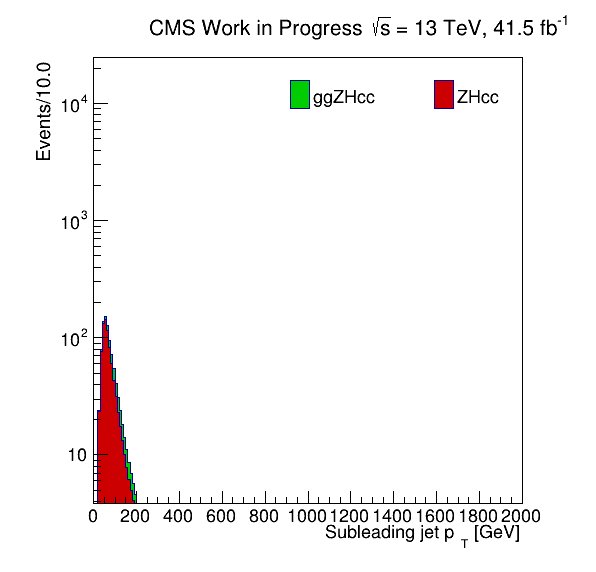 CMS Work in Progress √s = 13 TeV, 41.5 fb⁻¹
Events/10.0
ggZHcc ZHcc
10⁴
10³
10²
10
0 200 400 600 800 1000 1200 1400 1600 1800 2000
Subleading jet p_T [GeV]